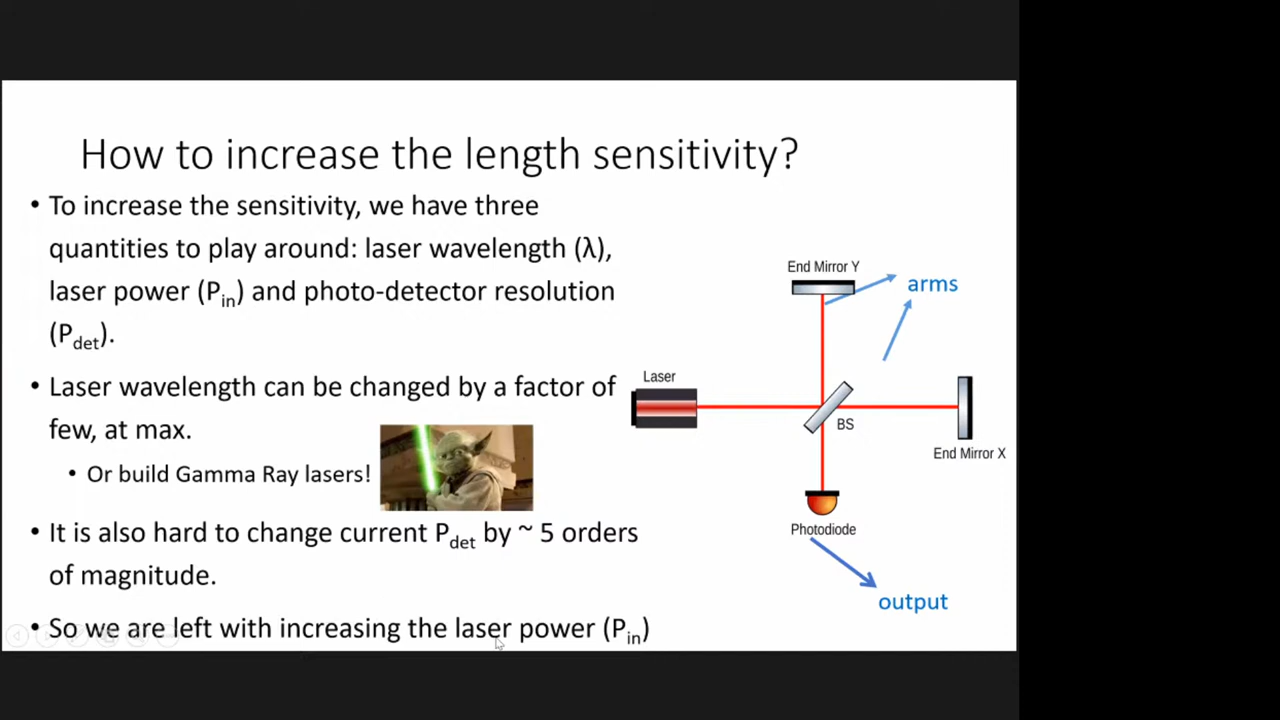 How to increase the length sensitivity?
• To increase the sensitivity, we have three
quantities to play around: laser wavelength (λ),
laser power (Pin) and photo-detector resolution
(Pdet).
• Laser wavelength can be changed by a factor of
few, at max.
• Or build Gamma Ray lasers!
• It is also hard to change current Pdet by ~ 5 orders
of magnitude.
• So we are left with increasing the laser power (Pin)
End Mirror Y
arms
Laser
BS
End Mirror X
Photodiode
output